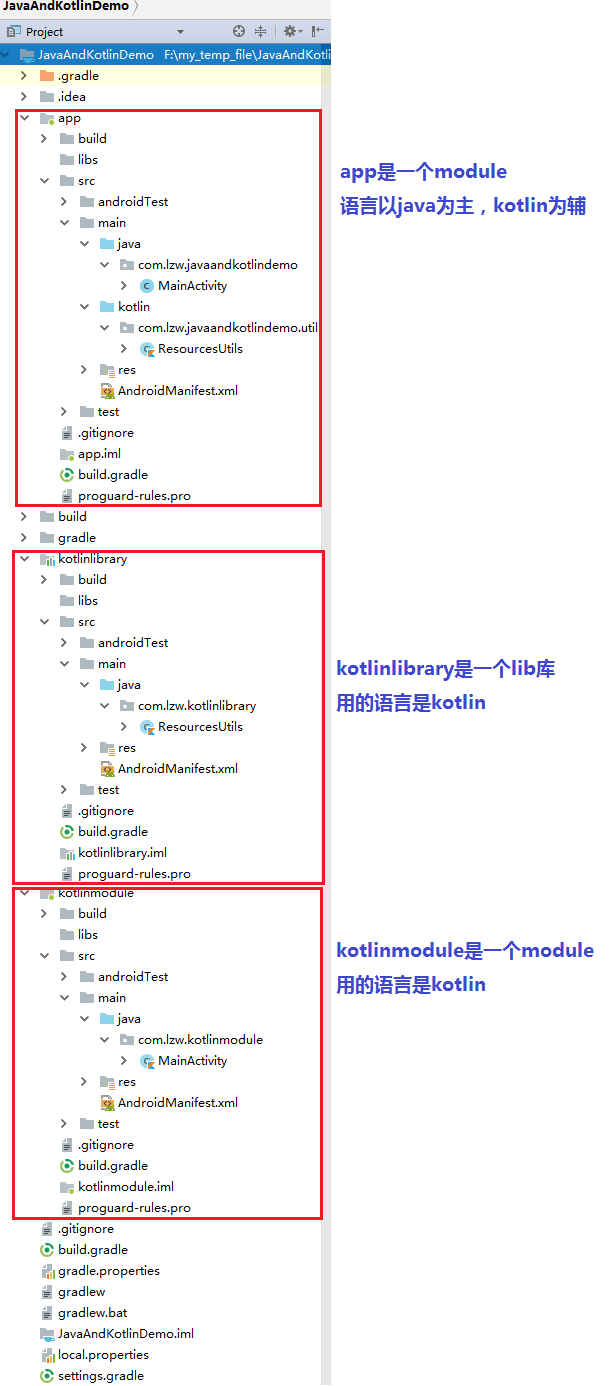 JavaAndKotlinDemo
Project
JavaAndKotlinDemo F:\my_temp_file\JavaAndKotli
.gradle
.idea
app
build
libs
app是一个module
src
androidTest
语言以java为主，kotlin为辅
main
java
com.lzw.javaandkotlindemo
MainActivity
kotlin
com.lzw.javaandkotlindemo.util
ResourcesUtils
res
AndroidManifest.xml
test
.gitignore
app.iml
build.gradle
proguard-rules.pro
build
gradle
kotlinlibrary
build
libs
src
androidTest
main
kotlinlibrary是一个lib库
java
com.lzw.kotlinlibrary
用的语言是kotlin
ResourcesUtils
res
AndroidManifest.xml
test
.gitignore
build.gradle
kotlinlibrary.iml
proguard-rules.pro
kotlinmodule
build
libs
src
kotlinmodule是一个module
androidTest
用的语言是kotlin
main
java
com.lzw.kotlinmodule
MainActivity
res
AndroidManifest.xml
test
.gitignore
build.gradle
kotlinmodule.iml
proguard-rules.pro
.gitignore
build.gradle
gradle.properties
gradlew
gradlew.bat
JavaAndKotlinDemo.iml
local.properties
settings.gradle